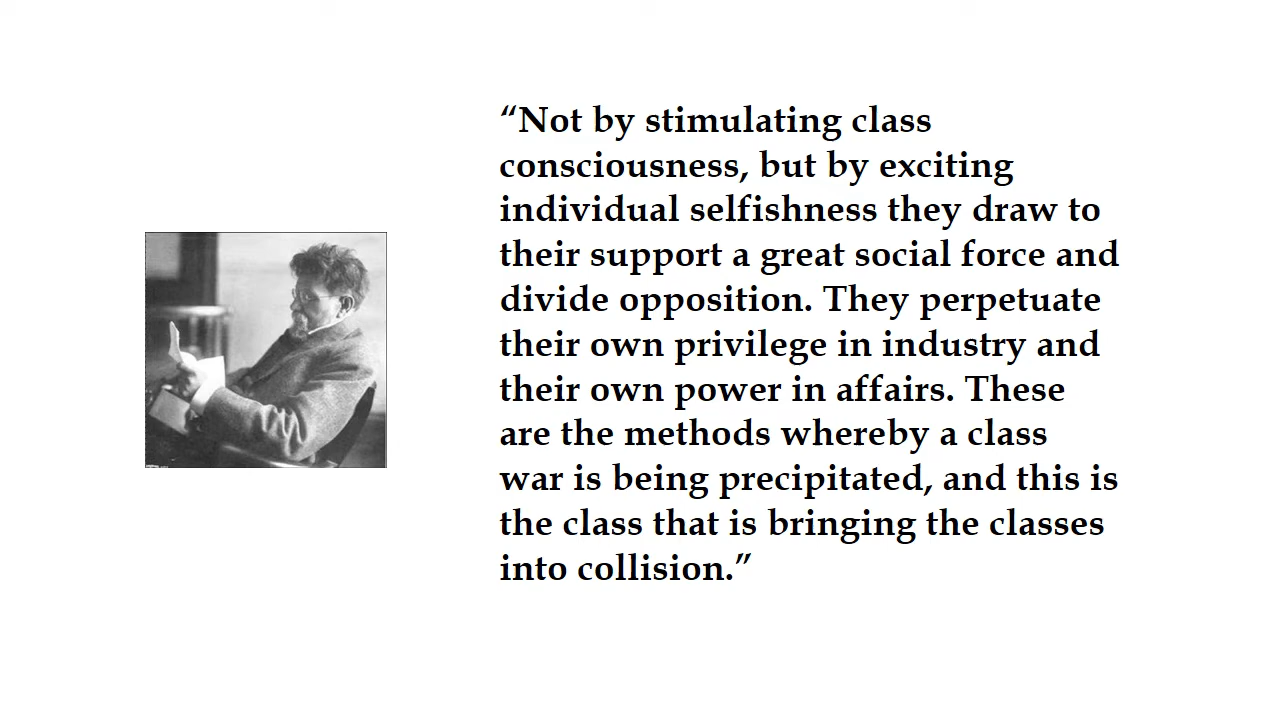 “Not by stimulating class
consciousness, but by exciting
individual selfishness they draw to
their support a great social force and
divide opposition. They perpetuate
their own privilege in industry and
their own power in affairs. These
are the methods whereby a class
war is being precipitated, and this is
the class that is bringing the classes
into collision.”